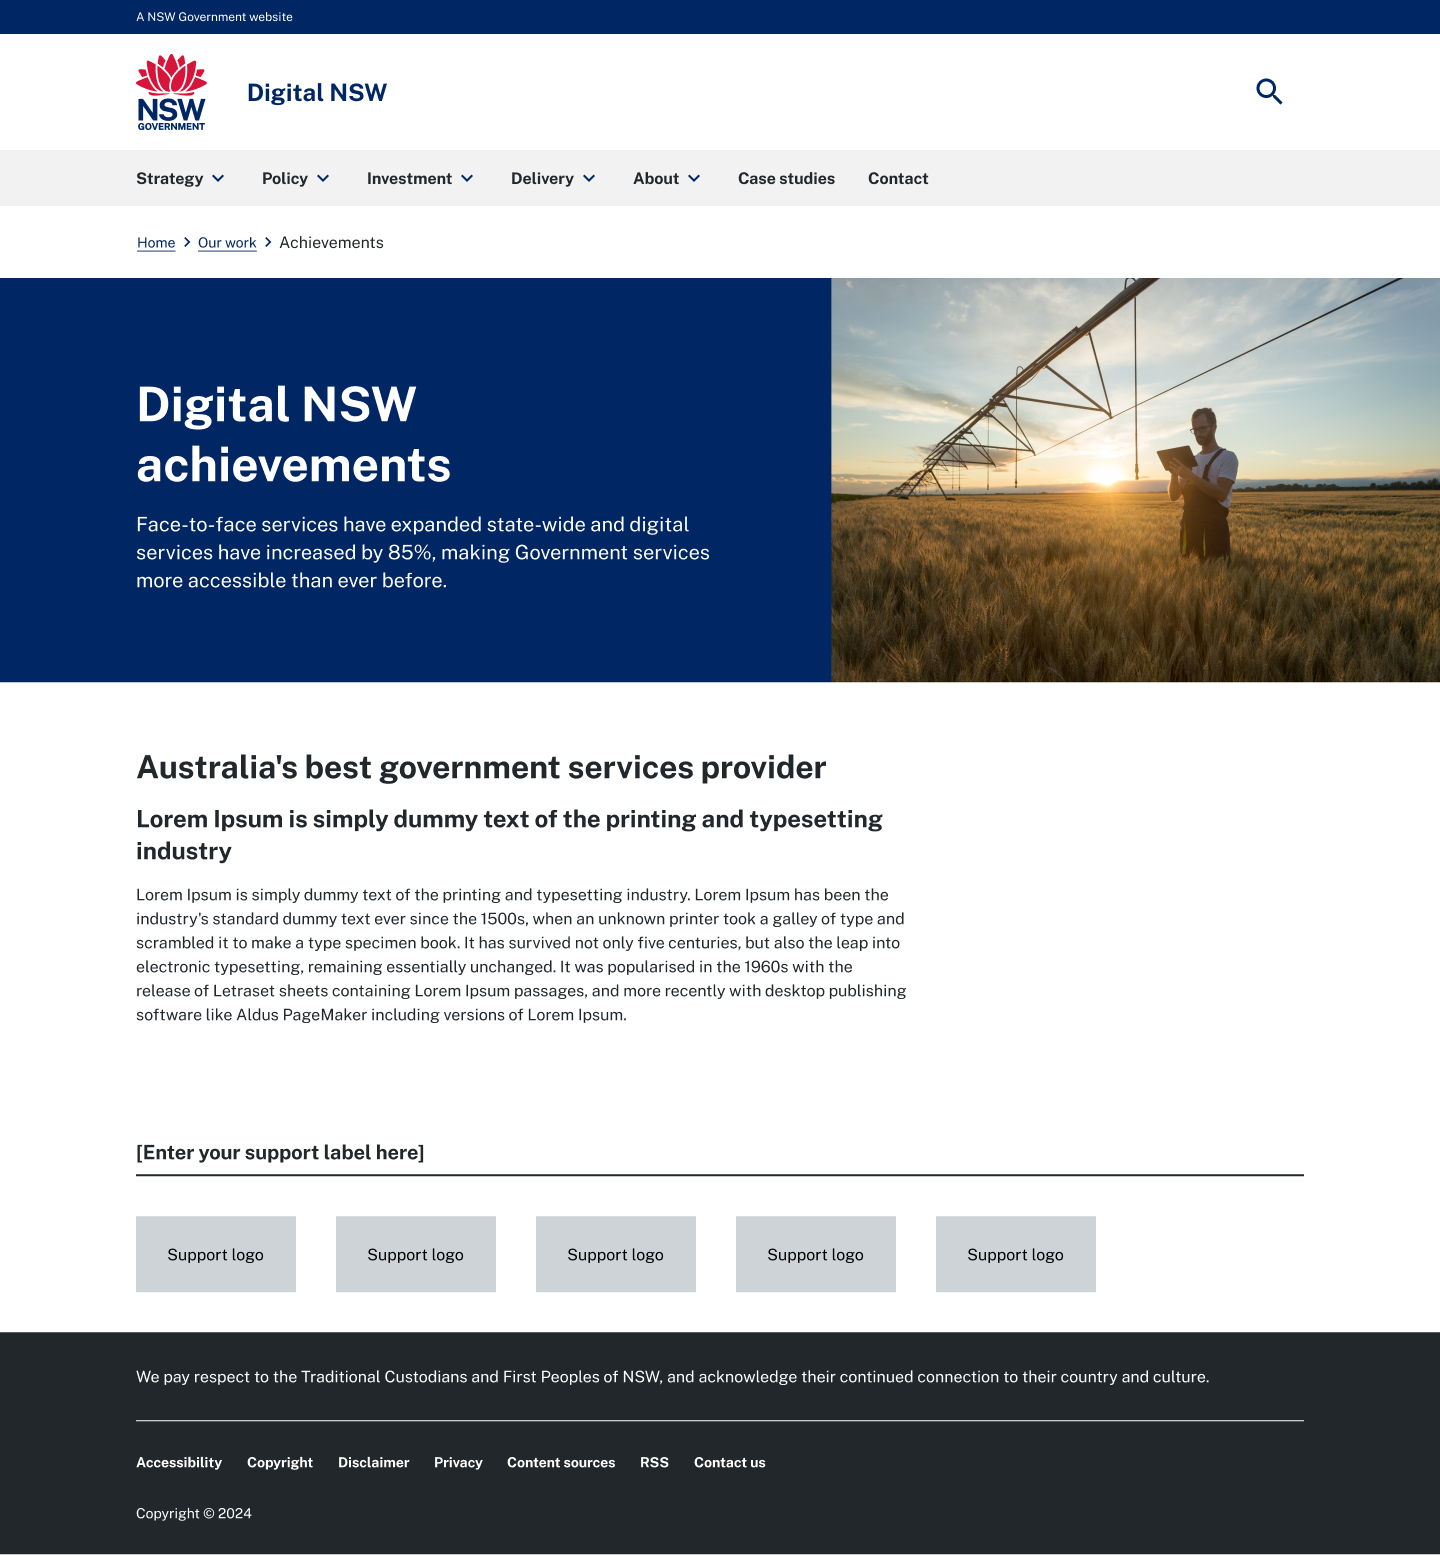 A NSW Government website
NSW
GOVERNMENT
Digital NSW
Strategy Policy Investment Delivery About Case studies Contact
Home Our work Achievements
Digital NSW
achievements
Face-to-face services have expanded state-wide and digital
services have increased by 85%, making Government services
more accessible than ever before.
Australia's best government services provider
Lorem Ipsum is simply dummy text of the printing and typesetting
industry
Lorem Ipsum is simply dummy text of the printing and typesetting industry. Lorem Ipsum has been the
industry's standard dummy text ever since the 1500s, when an unknown printer took a galley of type and
scrambled it to make a type specimen book. It has survived not only five centuries, but also the leap into
electronic typesetting, remaining essentially unchanged. It was popularised in the 1960s with the
release of Letraset sheets containing Lorem Ipsum passages, and more recently with desktop publishing
software like Aldus PageMaker including versions of Lorem Ipsum.
[Enter your support label here]
Support logo Support logo Support logo Support logo Support logo
We pay respect to the Traditional Custodians and First Peoples of NSW, and acknowledge their continued connection to their country and culture.
Accessibility Copyright Disclaimer Privacy Content sources RSS Contact us
Copyright © 2024